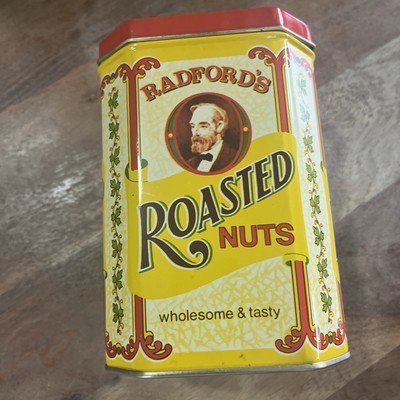 RADFORD'S
ROASTED
NUTS
wholesome & tasty